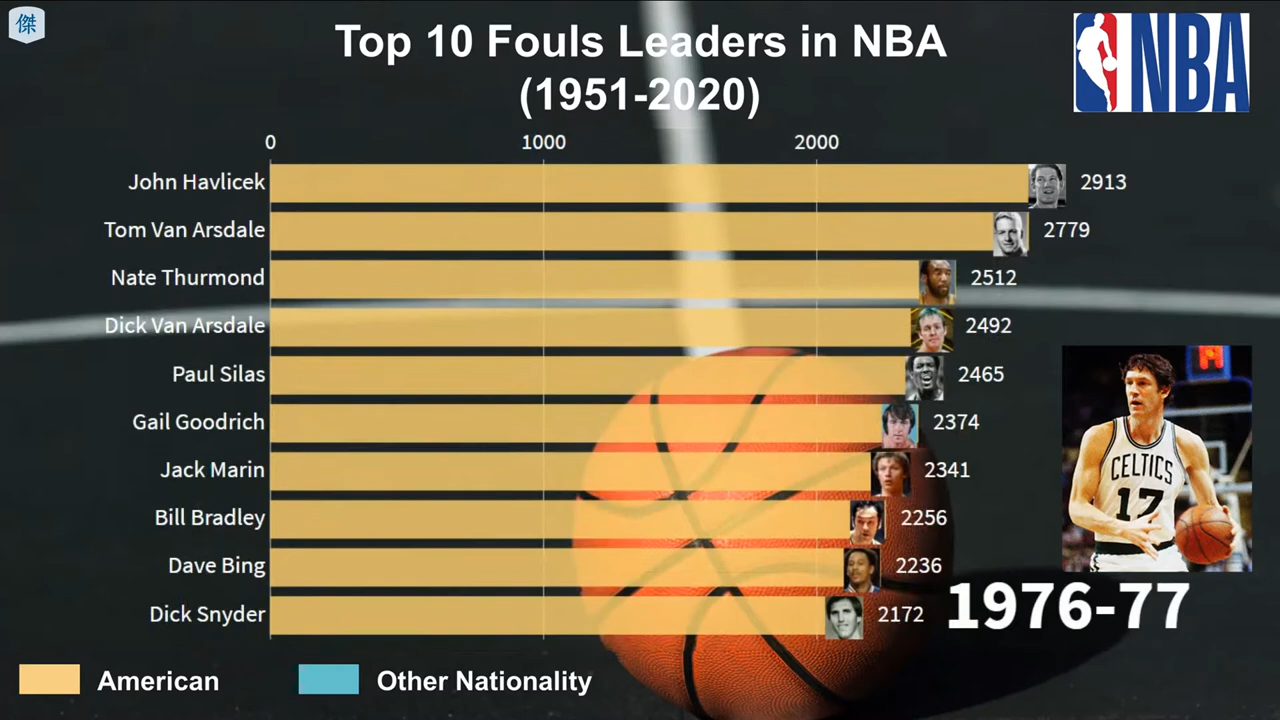 傑
Top 10 Fouls Leaders in NBA
(1951-2020)
NBA
0 1000 2000
John Havlicek 2913
Tom Van Arsdale 2779
Nate Thurmond 2512
Dick Van Arsdale 2492
Paul Silas 2465
Gail Goodrich 2374
Jack Marin 2341
Bill Bradley 2256
Dave Bing 2236
Dick Snyder 2172
CELTICS
17
1976-77
American Other Nationality